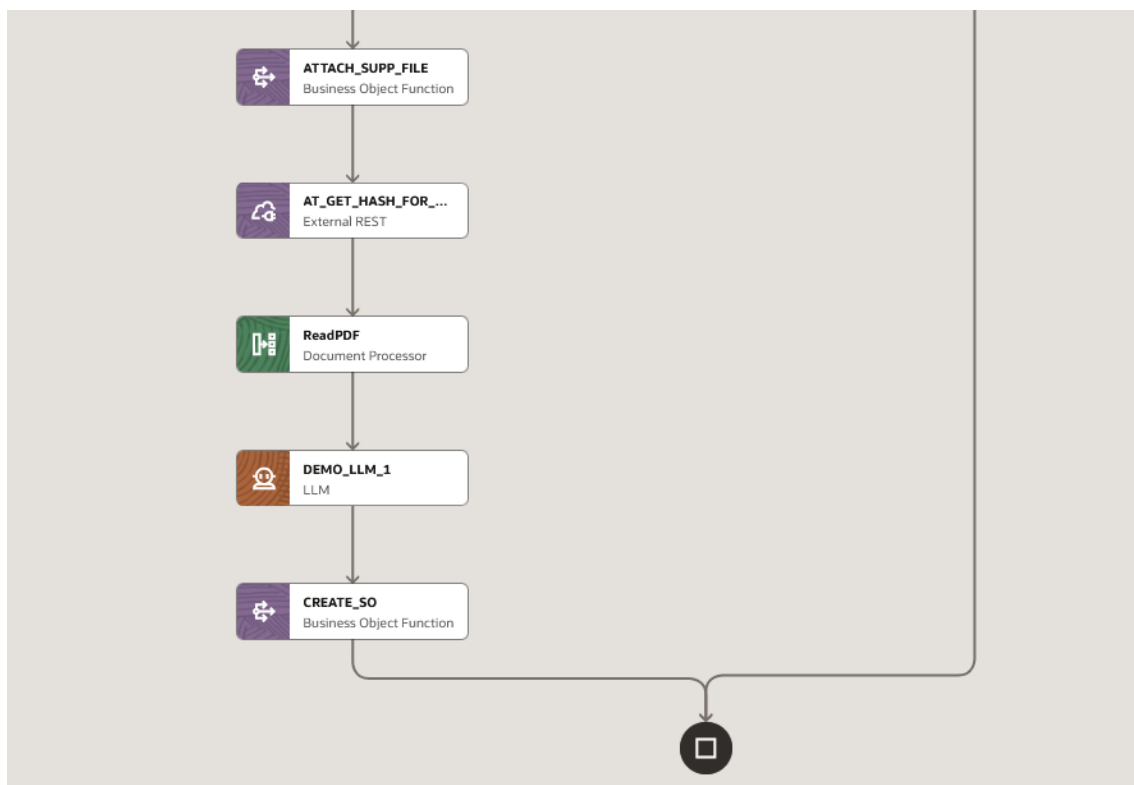 ATTACH_SUPP_FILE
Business Object Function
AT_GET_HASH_FOR_...
External REST
ReadPDF
Document Processor
DEMO_LLM_1
LLM
CREATE_SO
Business Object Function